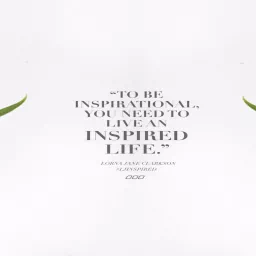 “TO BE
INSPIRATIONAL,
YOU NEED TO
LIVE AN
INSPIRED
LIFE.”
LORNA JANE CLARKSON
#LJINSPIRED